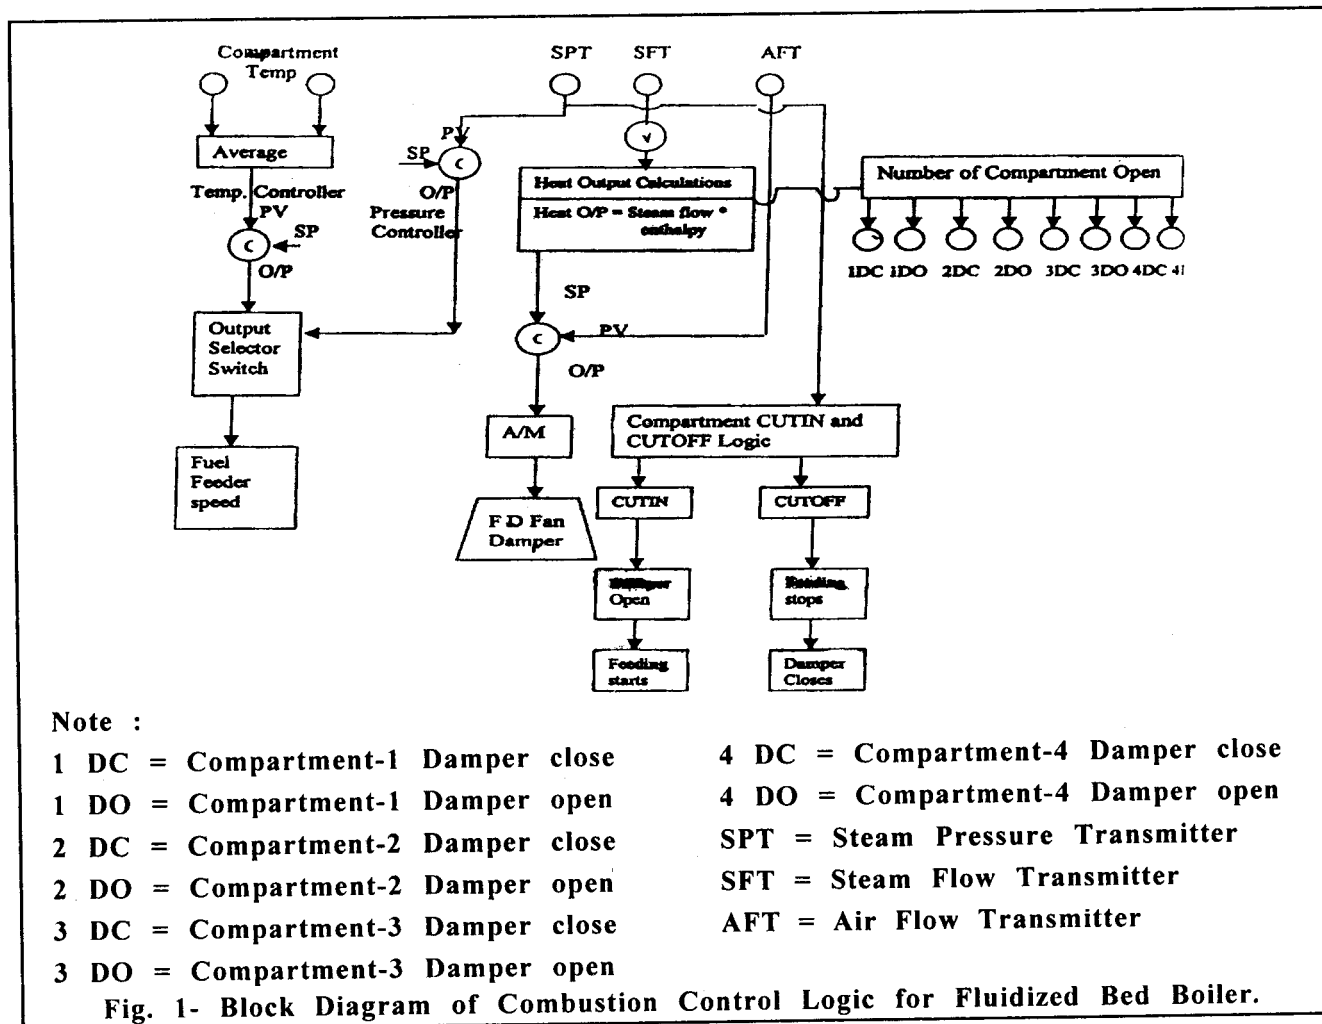 Compartment
Temp
SPT
SFT
AFT
Average
PV
SP
C
O/P
Pressure
Controller
Temp. Controller
PV
SP
C
O/P
Output
Selector
Switch
Fuel
Feeder
speed
Heat Output Calculations
Heat O/P = Steam flow *
enthalpy
SP
C
PV
O/P
A/M
F D Fan
Damper
Number of Compartment Open
1DC 1DO 2DC 2DO 3DC 3DO 4DC
Compartment CUTIN and
CUTOFF Logic
CUTIN
CUTOFF
Open
stops
Feeding
starts
Damper
Closes
Note :
1 DC = Compartment-1 Damper close
1 DO = Compartment-1 Damper open
2 DC = Compartment-2 Damper close
2 DO = Compartment-2 Damper open
3 DC = Compartment-3 Damper close
3 DO = Compartment-3 Damper open
4 DC = Compartment-4 Damper close
4 DO = Compartment-4 Damper open
SPT = Steam Pressure Transmitter
SFT = Steam Flow Transmitter
AFT = Air Flow Transmitter
Fig. 1- Block Diagram of Combustion Control Logic for Fluidized Bed Boiler.